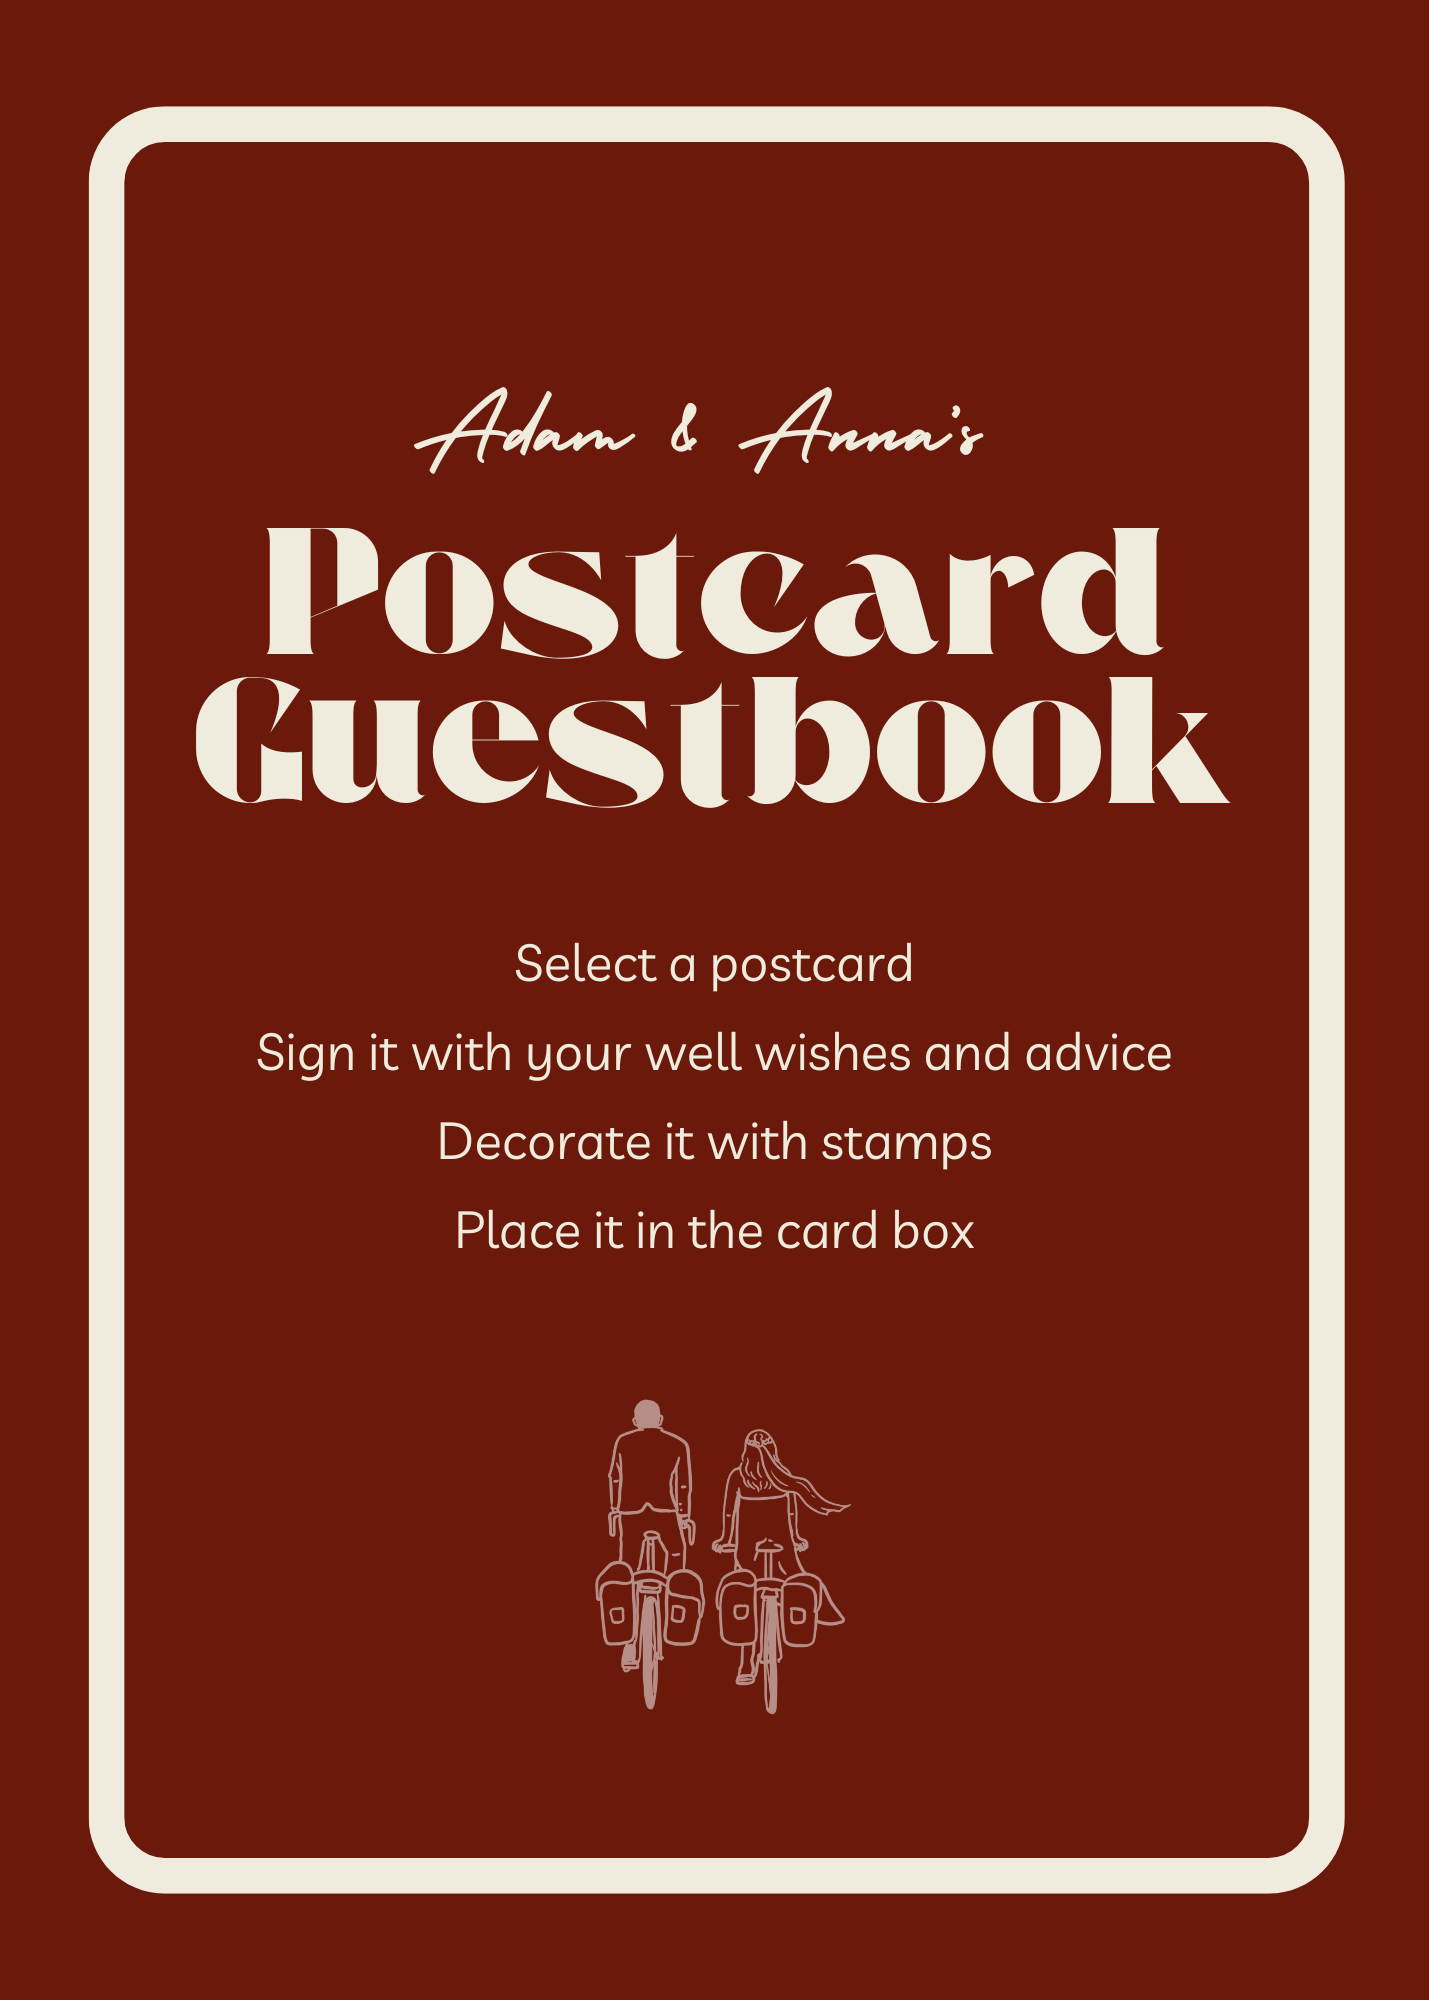 Adam & Anna's
Postcard
Guestbook
Select a postcard
Sign it with your well wishes and advice
Decorate it with stamps
Place it in the card box